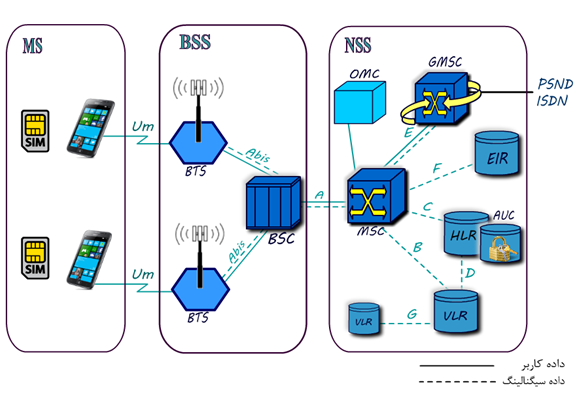 MS
BSS
NSS
SIM
Um
BTS
Abis
SIM
Um
BTS
Abis
BSC
A
MSC
OMC
GMSC
PSND
ISDN
E
F
EIR
C
HLR
AUC
B
D
VLR
G
VLR
داده کاربر
داده سیگنالینگ